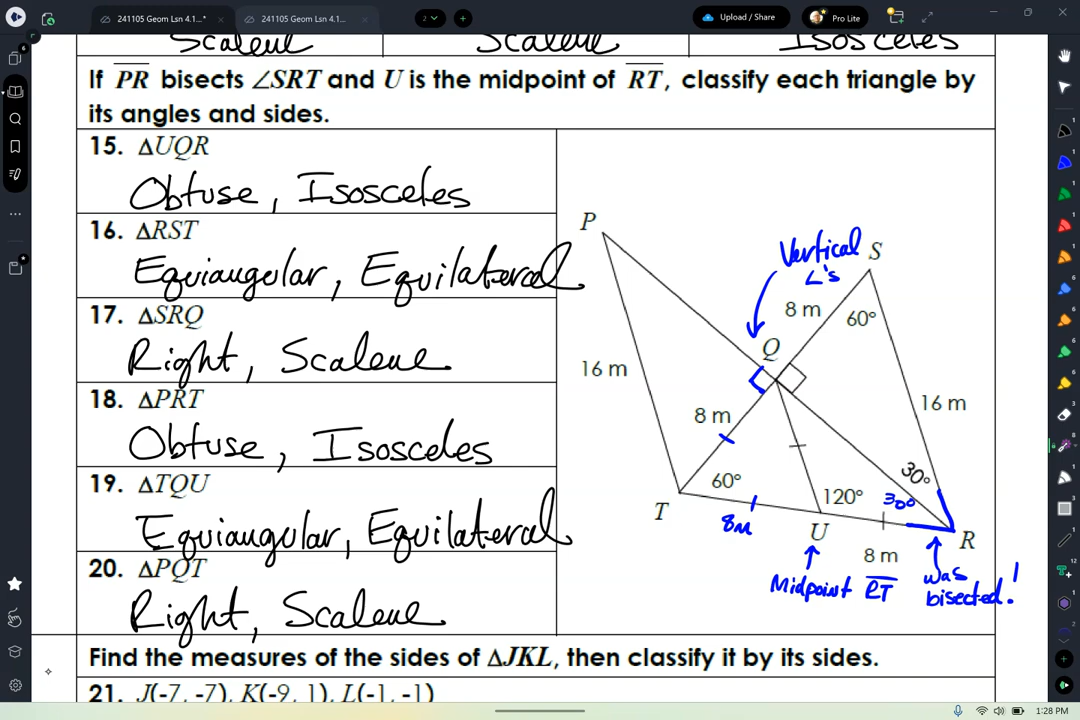 241105 Geom Lsn 4.1...*
241105 Geom Lsn 4.1...
2
Upload / Share
Pro Lite
Scalene
Scalene
Isosceles
If PR bisects ∠SRT and U is the midpoint of RT, classify each triangle by
its angles and sides.
15. ΔUQR
Obtuse, Isosceles
16. ΔRST
Equiangular, Equilateral
17. ΔSRQ
Right, Scalene
18. ΔPRT
Obtuse, Isosceles
19. ΔTQU
Equiangular, Equilateral
20. ΔPQT
Right, Scalene
P
Vertical
∠'s
S
8 m
60°
Q
16 m
16 m
8 m
30°
60°
120°
30°
T
8m
U
R
8 m
Midpoint RT
was
bisected!
Find the measures of the sides of ΔJKL, then classify it by its sides.
21. J(-7, -7), K(-9, 1), L(-1, -1)
1:28 PM